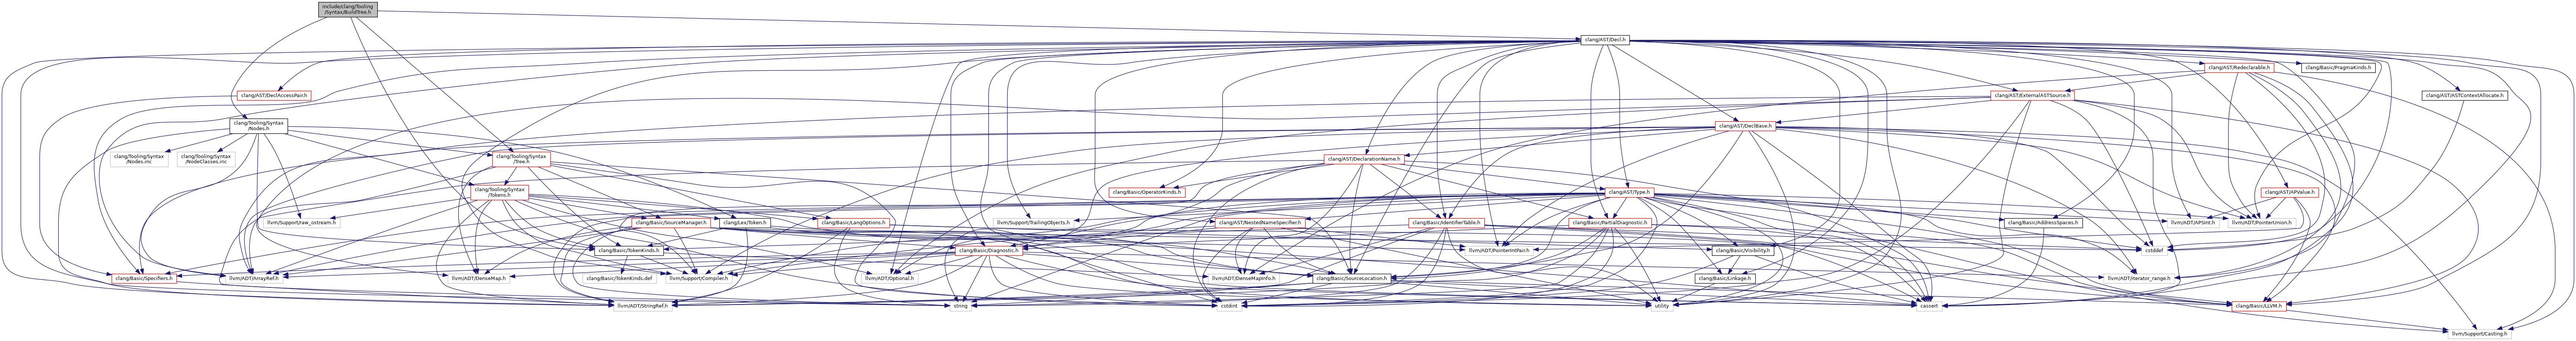 include/clang/Tooling
/Syntax/BuildTree.h
clang/AST/Decl.h
clang/AST/Redeclarable.h
clang/Basic/PragmaKinds.h
clang/AST/DeclAccessPair.h
clang/AST/ExternalASTSource.h
clang/AST/ASTContextAllocate.h
clang/Tooling/Syntax
/Nodes.h
clang/AST/DeclBase.h
clang/Tooling/Syntax
/Nodes.inc
clang/Tooling/Syntax
/NodeClasses.inc
clang/Tooling/Syntax
/Tree.h
clang/AST/DeclarationName.h
clang/Tooling/Syntax
/Tokens.h
clang/Basic/OperatorKinds.h
clang/AST/Type.h
clang/AST/APValue.h
llvm/Support/raw_ostream.h
clang/Basic/SourceManager.h
clang/Lex/Token.h
clang/Basic/LangOptions.h
llvm/Support/TrailingObjects.h
clang/AST/NestedNameSpecifier.h
clang/Basic/IdentifierTable.h
clang/Basic/PartialDiagnostic.h
clang/Basic/AddressSpaces.h
llvm/ADT/APSInt.h
llvm/ADT/PointerUnion.h
clang/Basic/TokenKinds.h
clang/Basic/Diagnostic.h
llvm/ADT/PointerIntPair.h
clang/Basic/Visibility.h
cstddef
clang/Basic/Specifiers.h
llvm/ADT/ArrayRef.h
llvm/ADT/DenseMap.h
clang/Basic/TokenKinds.def
llvm/Support/Compiler.h
llvm/ADT/Optional.h
llvm/ADT/DenseMapInfo.h
clang/Basic/SourceLocation.h
clang/Basic/Linkage.h
llvm/ADT/iterator_range.h
llvm/ADT/StringRef.h
string
cstdint
utility
cassert
clang/Basic/LLVM.h
llvm/Support/Casting.h